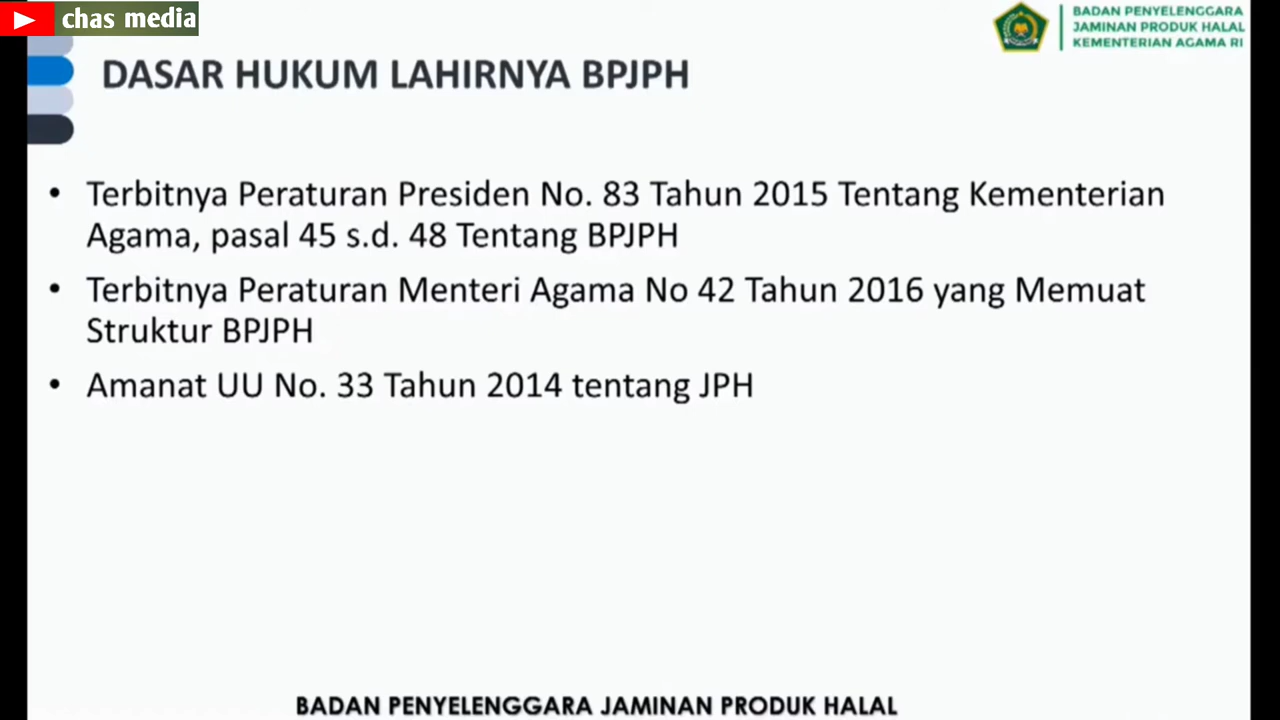 chas media
BADAN PENYELENGGARA
JAMINAN PRODUK HALAL
KEMENTERIAN AGAMA RI
DASAR HUKUM LAHIRNYA BPJPH
• Terbitnya Peraturan Presiden No. 83 Tahun 2015 Tentang Kementerian
Agama, pasal 45 s.d. 48 Tentang BPJPH
• Terbitnya Peraturan Menteri Agama No 42 Tahun 2016 yang Memuat
Struktur BPJPH
• Amanat UU No. 33 Tahun 2014 tentang JPH
BADAN PENYELENGGARA JAMINAN PRODUK HALAL